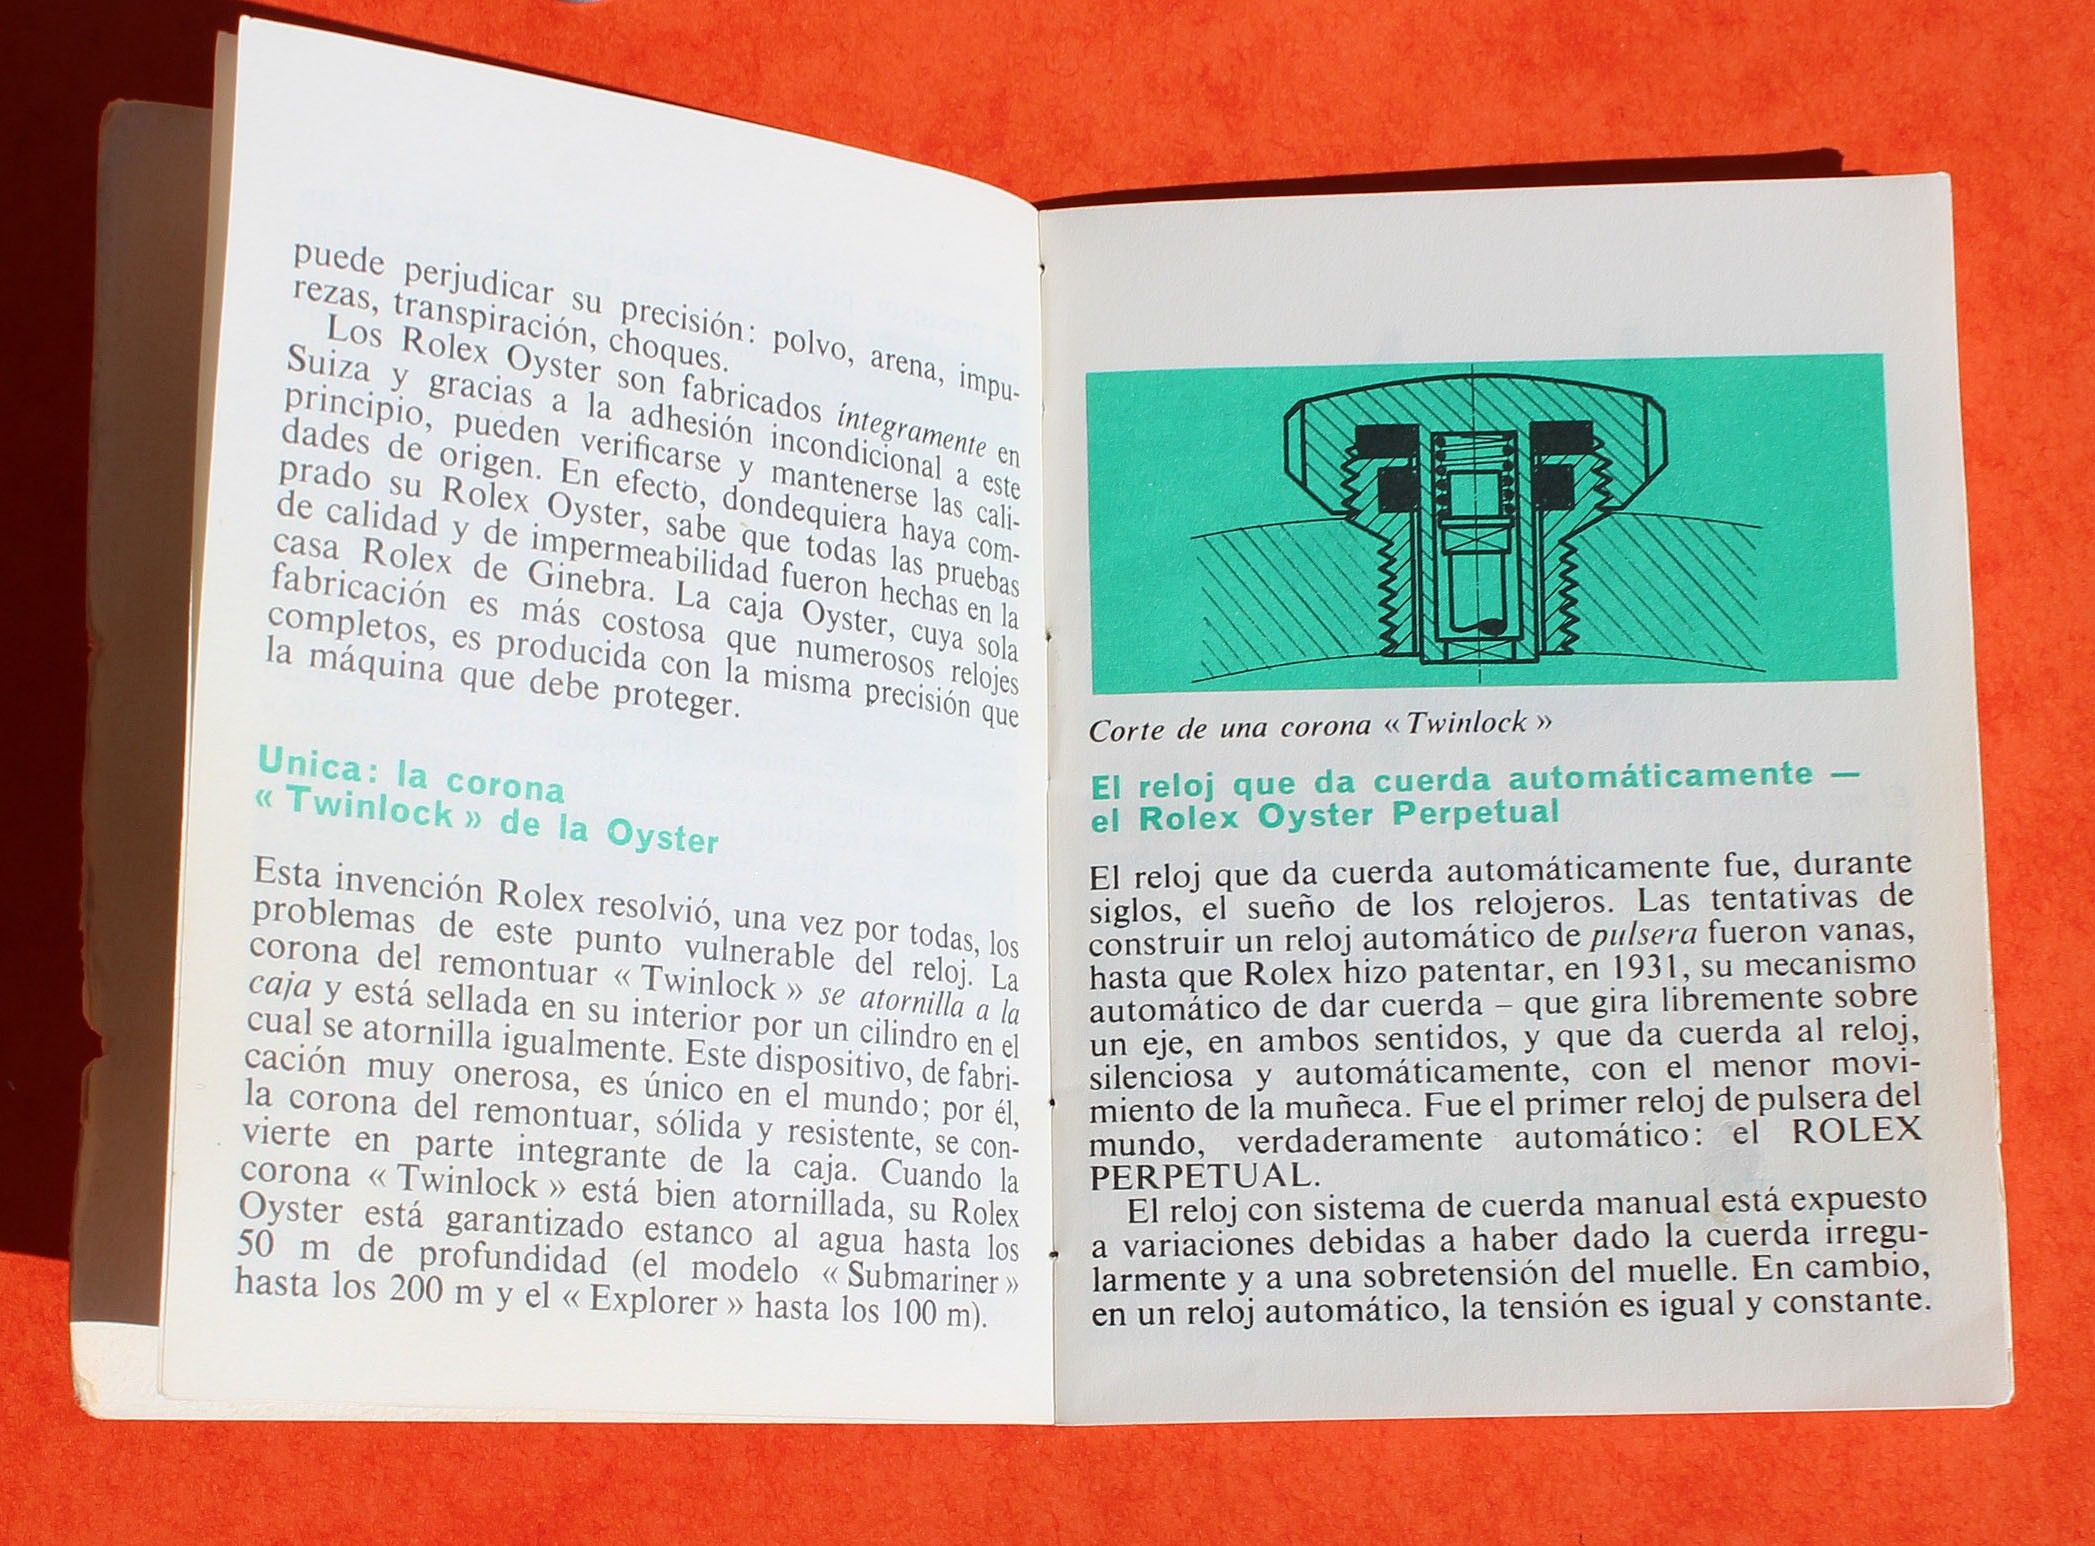 puede perjudicar su precisión: polvo, arena, impu-
rezas, transpiración, choques.
Los Rolex Oyster son fabricados íntegramente en
Suiza y gracias a la adhesión incondicional a este
principio, pueden verificarse y mantenerse las cali-
dades de origen. En efecto, dondequiera haya com-
prado su Rolex Oyster, sabe que todas las pruebas
de calidad y de impermeabilidad fueron hechas en la
casa Rolex de Ginebra. La caja Oyster, cuya sola
fabricación es más costosa que numerosos relojes
completos, es producida con la misma precisión que
la máquina que debe proteger.
Unica: la corona
« Twinlock » de la Oyster
Esta invención Rolex resolvió, una vez por todas, los
problemas de este punto vulnerable del reloj. La
corona del remontuar « Twinlock » se atornilla a la
caja y está sellada en su interior por un cilindro en el
cual se atornilla igualmente. Este dispositivo, de fabri-
cación muy onerosa, es único en el mundo; por él,
la corona del remontuar, sólida y resistente, se con-
vierte en parte integrante de la caja. Cuando la
corona « Twinlock » está bien atornillada, su Rolex
Oyster está garantizado estanco al agua hasta los
50 m de profundidad (el modelo « Submariner »
hasta los 200 m y el « Explorer » hasta los 100 m).
Corte de una corona « Twinlock »
El reloj que da cuerda automáticamente —
el Rolex Oyster Perpetual
El reloj que da cuerda automáticamente fue, durante
siglos, el sueño de los relojeros. Las tentativas de
construir un reloj automático de pulsera fueron vanas,
hasta que Rolex hizo patentar, en 1931, su mecanismo
automático de dar cuerda – que gira libremente sobre
un eje, en ambos sentidos, y que da cuerda al reloj,
silenciosa y automáticamente, con el menor movi-
miento de la muñeca. Fue el primer reloj de pulsera del
mundo, verdaderamente automático: el ROLEX
PERPETUAL.
El reloj con sistema de cuerda manual está expuesto
a variaciones debidas a haber dado la cuerda irregu-
larmente y a una sobretensión del muelle. En cambio,
en un reloj automático, la tensión es igual y constante.